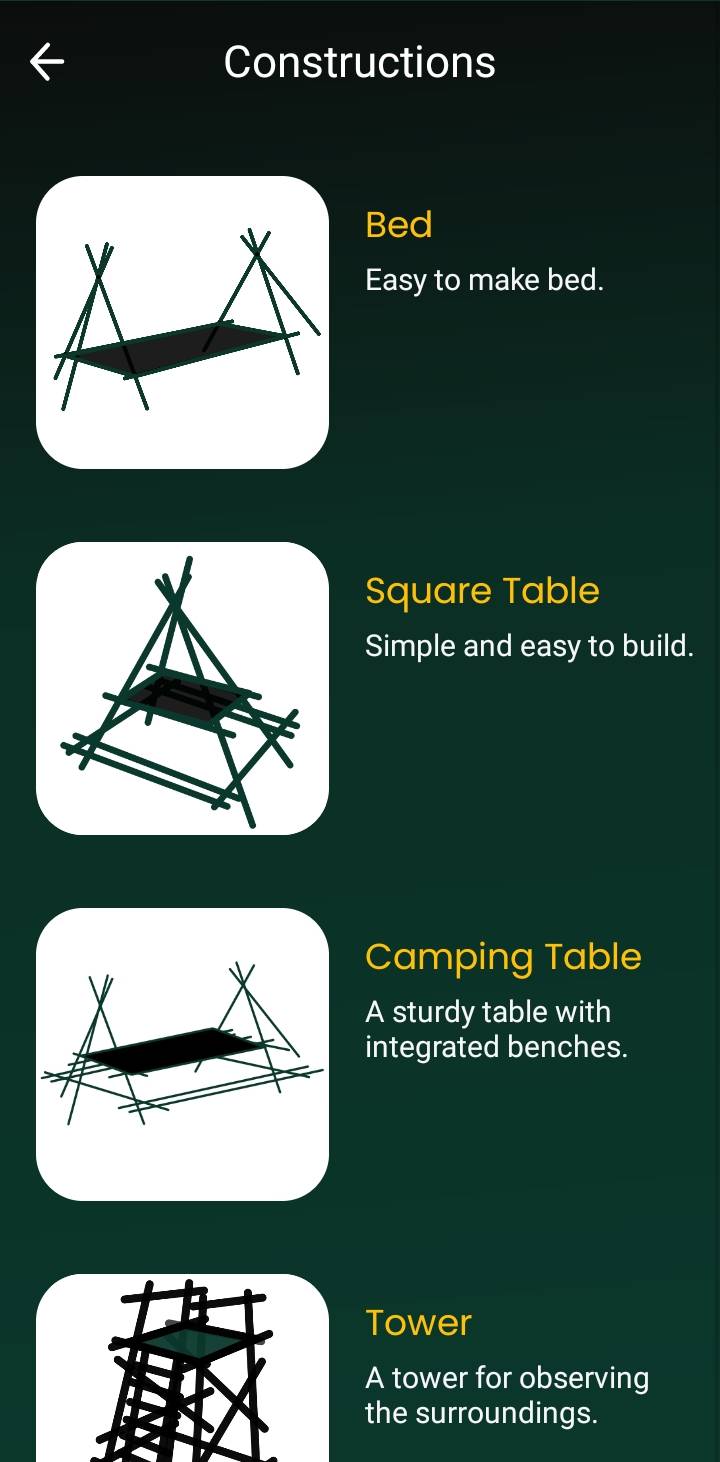 Constructions
Bed
Easy to make bed.
Square Table
Simple and easy to build.
Camping Table
A sturdy table with
integrated benches.
Tower
A tower for observing
the surroundings.